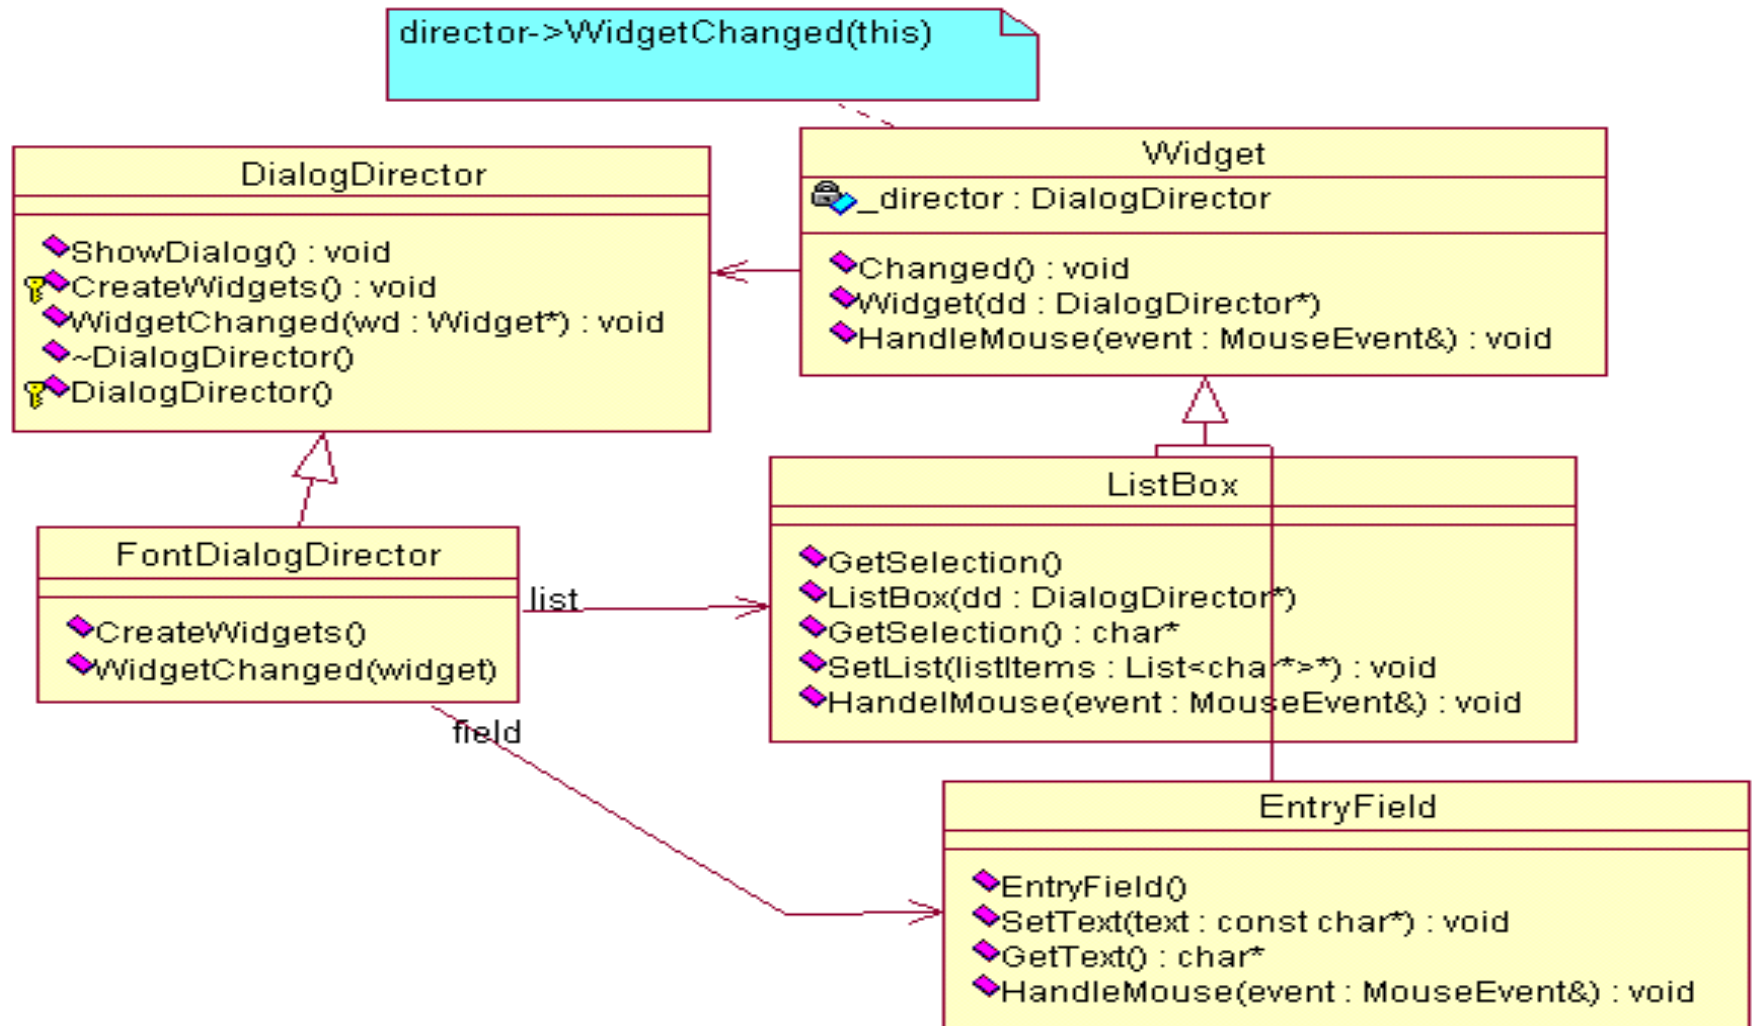 director->WidgetChanged(this)
DialogDirector
ShowDialog() : void
CreateWidgets() : void
WidgetChanged(wd : Widget*) : void
~DialogDirector()
DialogDirector()
Widget
_director : DialogDirector
Changed() : void
Widget(dd : DialogDirector*)
HandleMouse(event : MouseEvent&) : void
FontDialogDirector
CreateWidgets()
WidgetChanged(widget)
list
field
ListBox
GetSelection()
ListBox(dd : DialogDirector*)
GetSelection() : char*
SetList(listItems : List<char*>*) : void
HandelMouse(event : MouseEvent&) : void
EntryField
EntryField()
SetText(text : const char*) : void
GetText() : char*
HandleMouse(event : MouseEvent&) : void